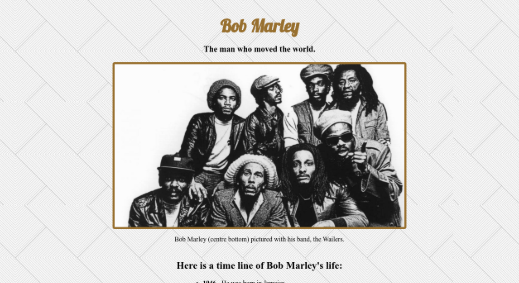 Bob Marley
The man who moved the world.
Bob Marley (centre bottom) pictured with his band, the Wailers.
Here is a time line of Bob Marley's life: